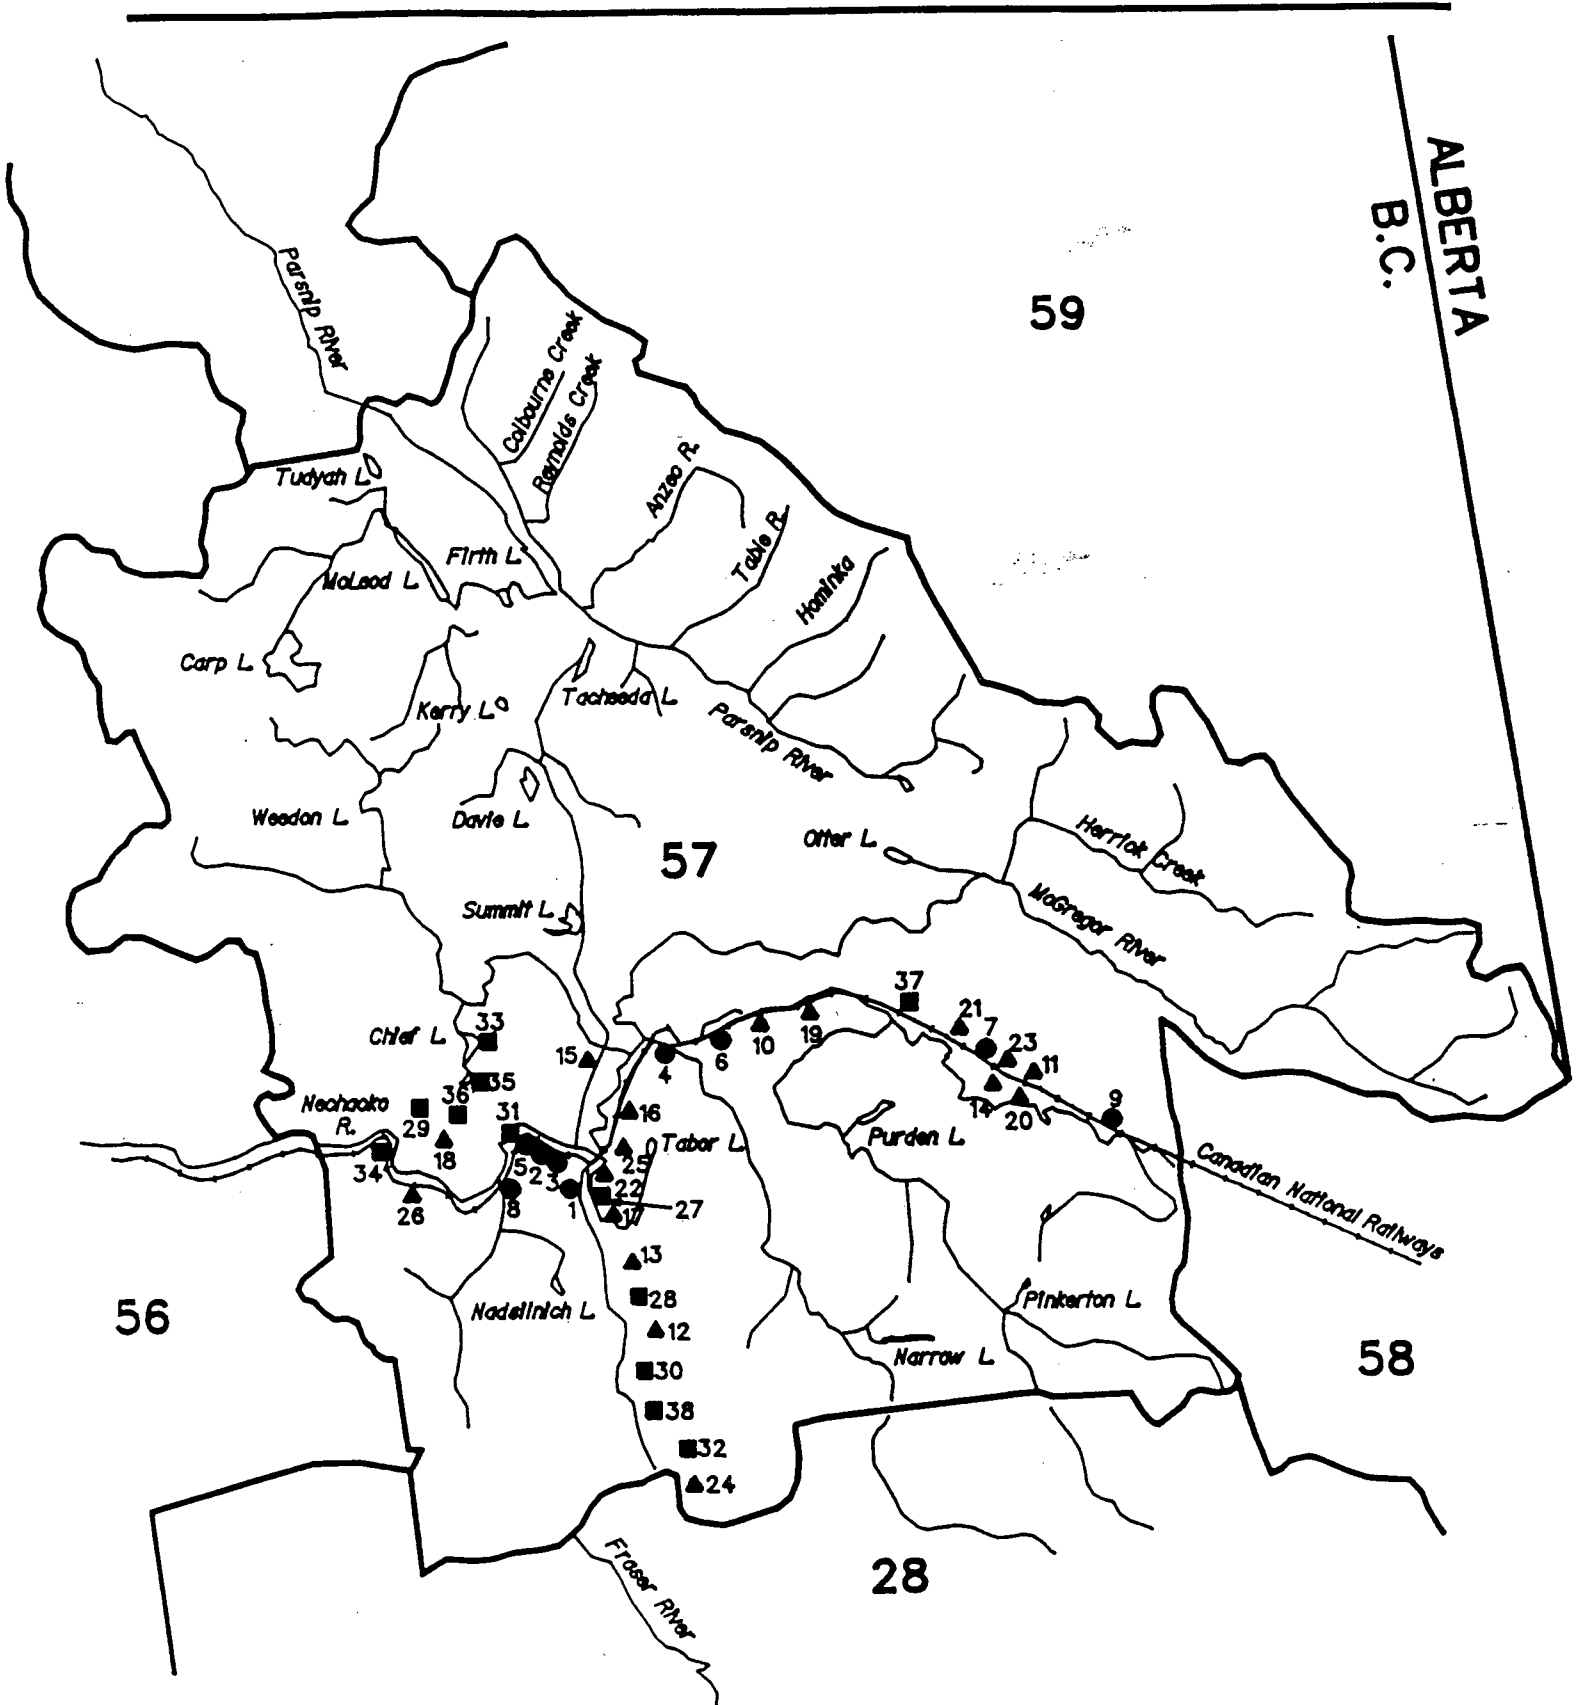 ALBERTA
B.C.
59
Parsnip River
Colbourne Creek
Reynolds Creek
Anzec R.
Table R.
Hominka
Tudyah L.
Firth L.
McLeod L.
Carp L.
Kerry L.
Tacheeda L.
Parsnip River
Weedon L.
Davie L.
57
Otter L.
Herrick Creek
McGregor River
Summit L.
Chief L.
33
37
21
7
23
11
15
4
6
10
19
35
36
14
20
9
Nechacko
R.
29
31
16
18
5
2
3
Tabor L.
Purden L.
25
34
26
8
1
22
27
17
Canadian National Railways
13
28
12
Nadsilnich L.
Pinkerton L.
56
30
Narrow L.
58
38
32
24
Fraser River
28